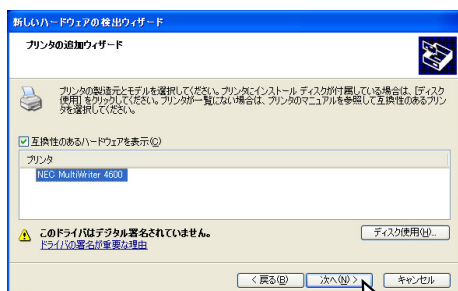 新しいハードウェアの検出ウィザード
プリンタの追加ウィザード
プリンタの製造元とモデルを選択してください。プリンタにインストール ディスクが付属している場合は、[ディスク
使用] をクリックしてください。プリンタが一覧にない場合は、プリンタのマニュアルを参照して互換性のあるプリン
タを選択してください。
互換性のあるハードウェアを表示(C)
プリンタ
NEC MultiWriter 4600
このドライバはデジタル署名されていません。
ディスク使用(H)...
ドライバの署名が重要な理由
< 戻る(B)
次へ(N) >
キャンセル